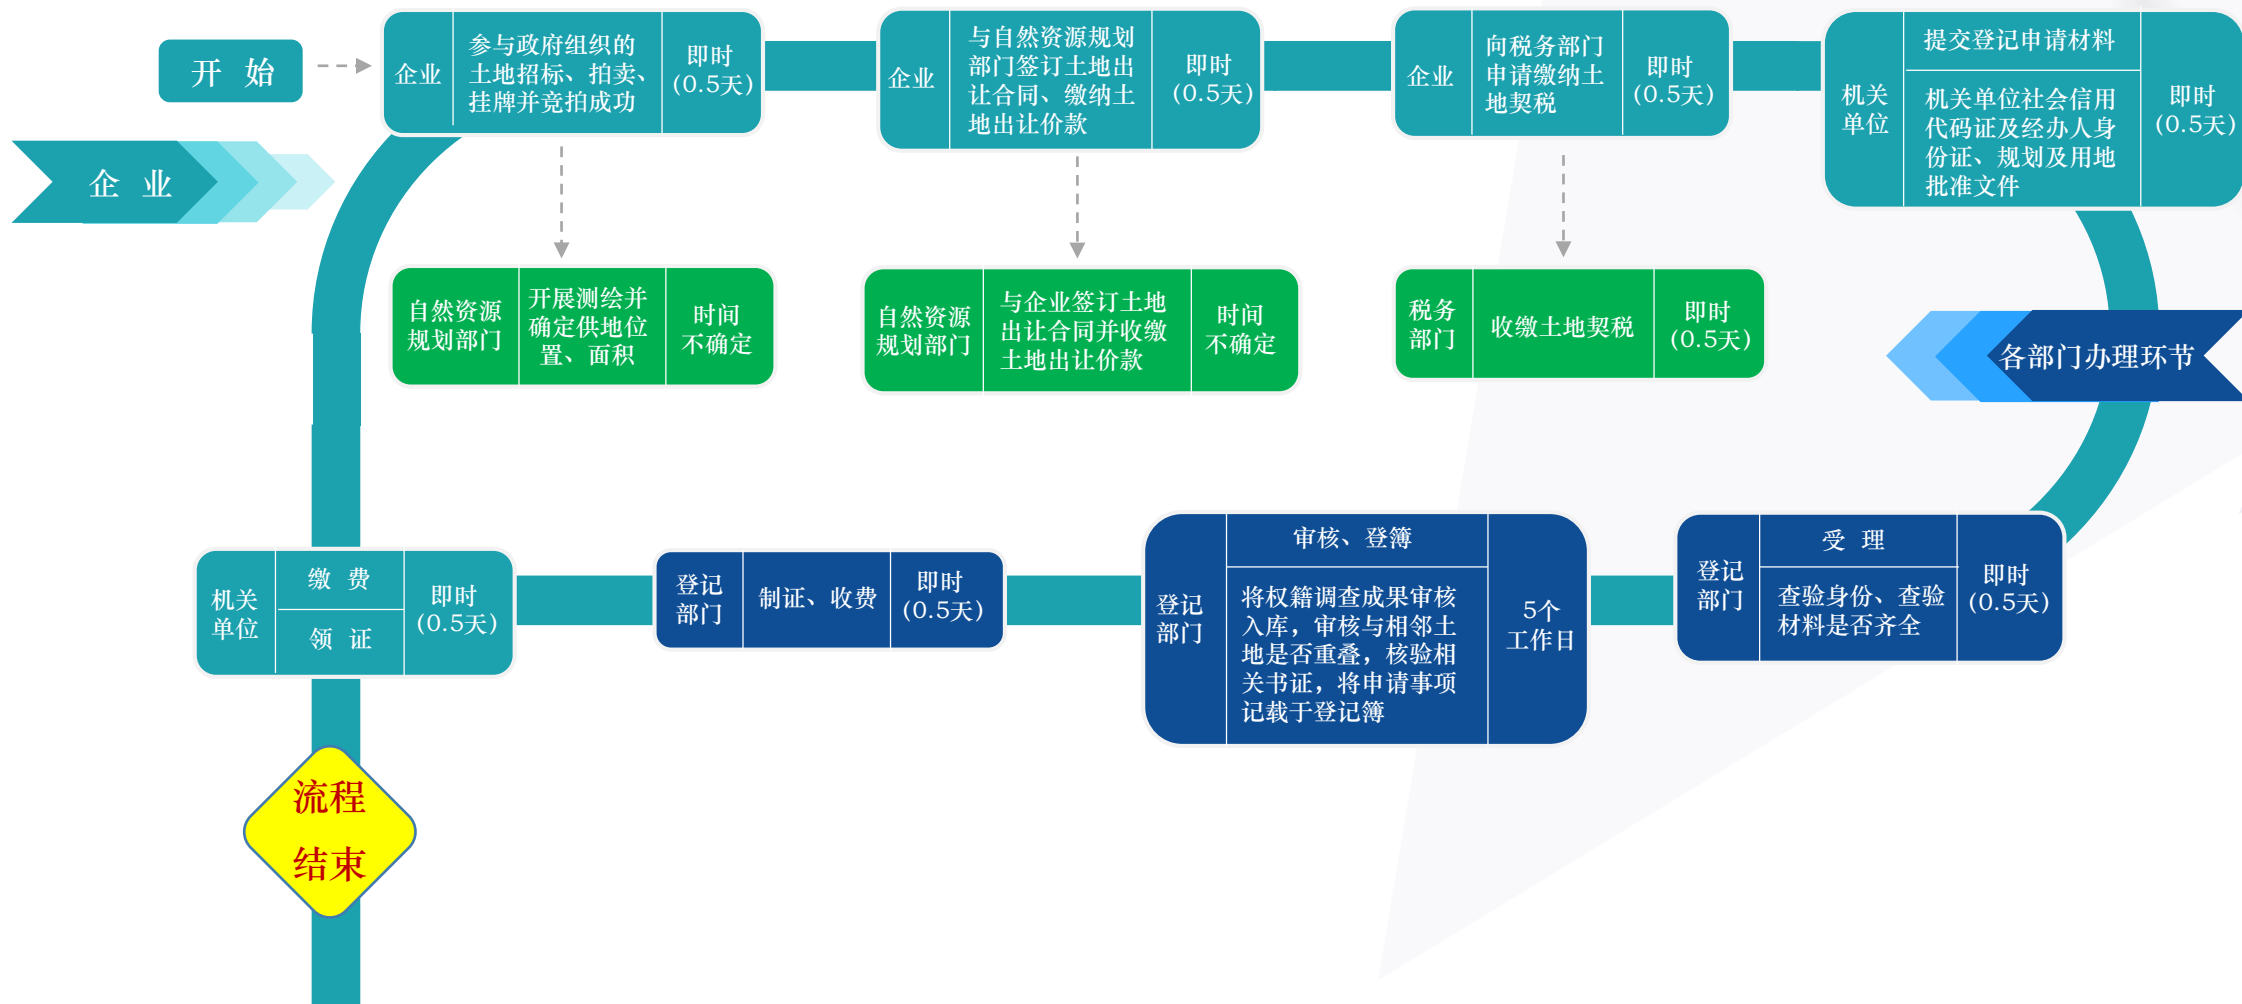 开 始
企业
参与政府组织的
土地招标、拍卖、
挂牌并竞拍成功
即时
(0.5天)
企业
与自然资源规划
部门签订土地出
让合同、缴纳土
地出让价款
即时
(0.5天)
企业
向税务部门
申请缴纳土
地契税
即时
(0.5天)
机关
单位
提交登记申请材料
机关单位社会信用
代码证及经办人身
份证、规划及用地
批准文件
即时
(0.5天)
企 业
自然资源
规划部门
开展测绘并
确定供地位
置、面积
时间
不确定
自然资源
规划部门
与企业签订土地
出让合同并收缴
土地出让价款
时间
不确定
税务
部门
收缴土地契税
即时
(0.5天)
各部门办理环节
机关
单位
缴 费
领 证
即时
(0.5天)
登记
部门
制证、收费
即时
(0.5天)
登记
部门
审核、登簿
将权籍调查成果审核
入库，审核与相邻土
地是否重叠，核验相
关书证，将申请事项
记载于登记簿
5个
工作日
登记
部门
受 理
查验身份、查验
材料是否齐全
即时
(0.5天)
流程
结束